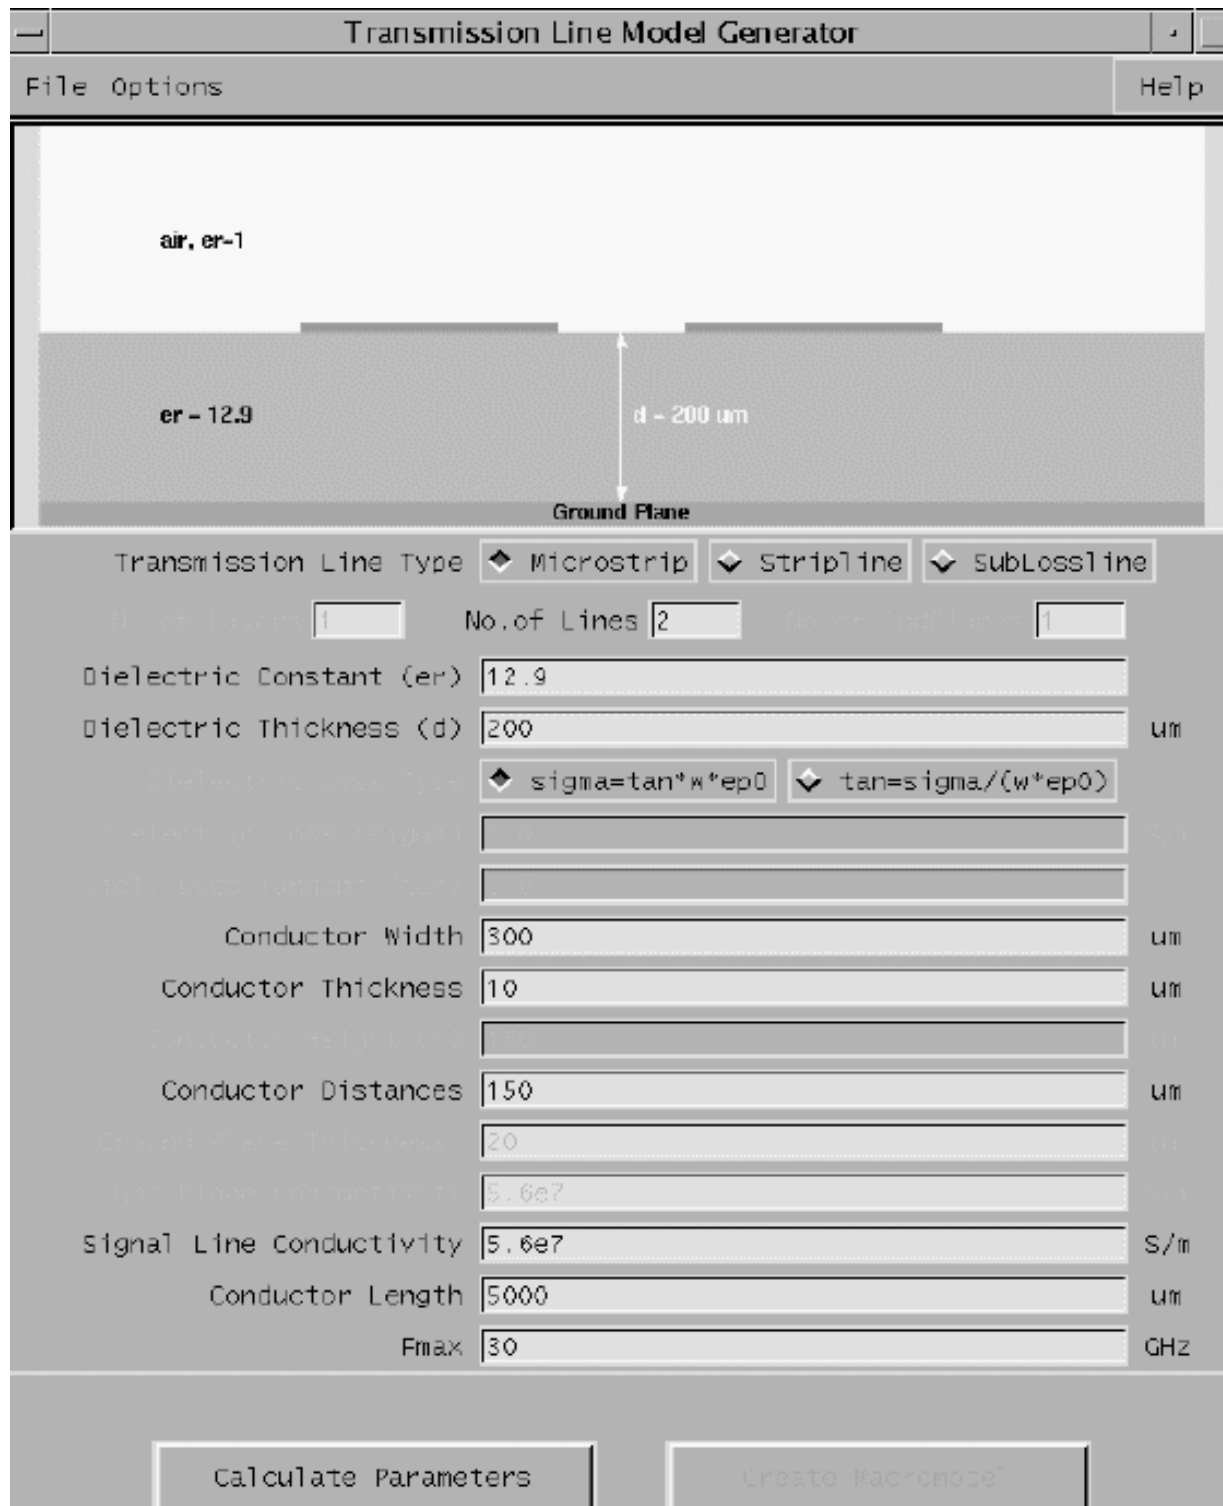 Transmission Line Model Generator
File Options Help
air, er-1
er - 12.9
d - 200 um
Ground Plane
Transmission Line Type Microstrip Stripline SubLossline
1 No.of Lines 2 1
Dielectric Constant (er) 12.9
Dielectric Thickness (d) 200 um
sigma=tan*w*ep0 tan=sigma/(w*ep0)
Conductor Width 300 um
Conductor Thickness 10 um
150
Conductor Distances 150 um
20
5.6e7
Signal Line Conductivity 5.6e7 S/m
Conductor Length 5000 um
Fmax 30 GHz
Calculate Parameters Create Macromodel